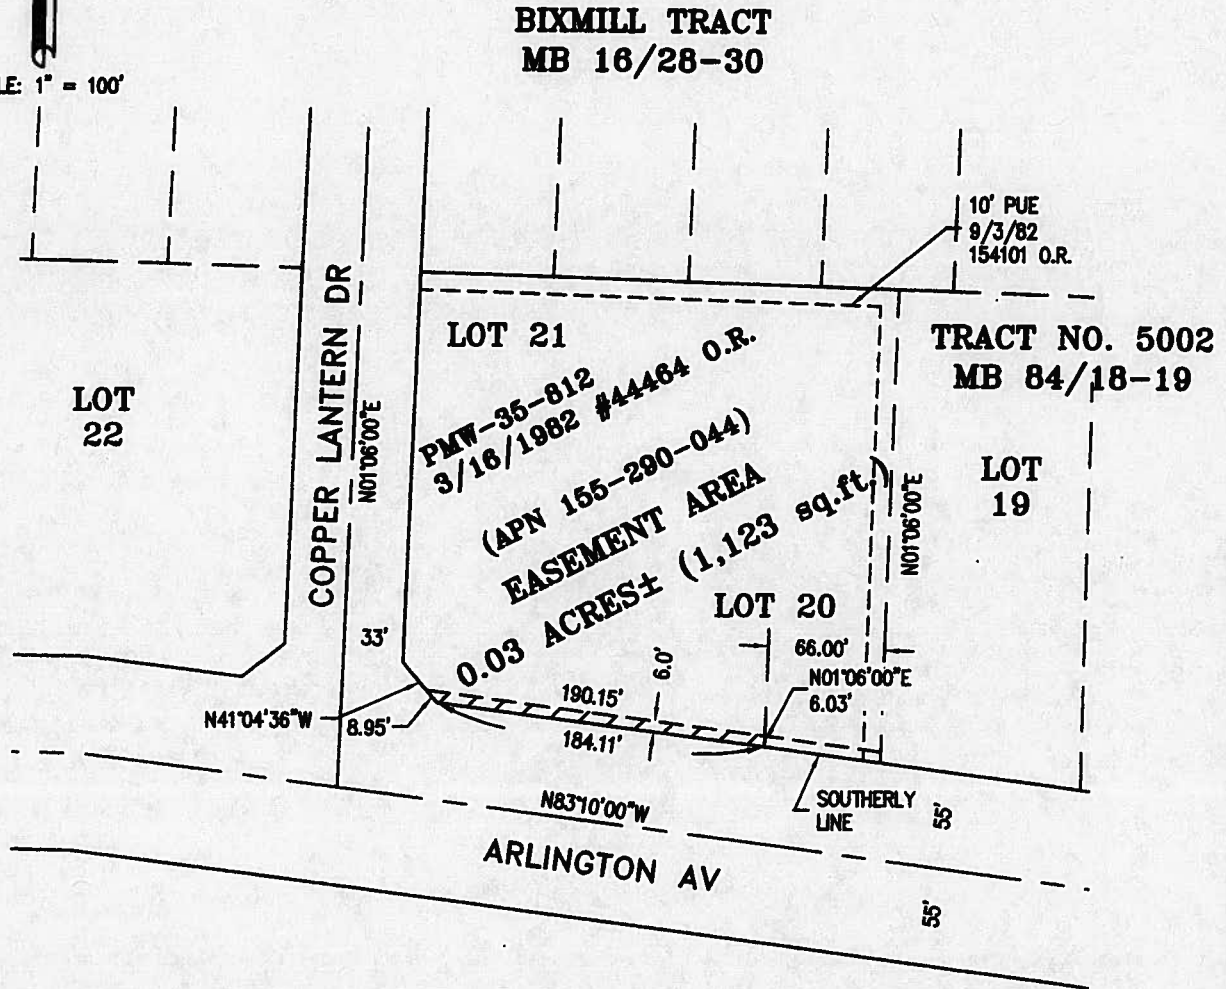 BIXMILL TRACT
MB 16/28-30
LE: 1" = 100'
10' PUE
9/3/82
154101 O.R.
COPPER LANTERN DR
N01°06'00"E
LOT 21
TRACT NO. 5002
MB 84/18-19
LOT
22
PMW-35-812
3/16/1982 #44464 O.R.
(APN 155-290-044)
EASEMENT AREA
0.03 ACRES± (1,123 sq.ft.)
N01°06'00"E
LOT
19
LOT 20
33'
66.00'
6.0'
N01°06'00"E
6.03'
190.15'
N41°04'36"W
8.95'
184.11'
N83°10'00"W
SOUTHERLY
LINE
55'
ARLINGTON AV
55'